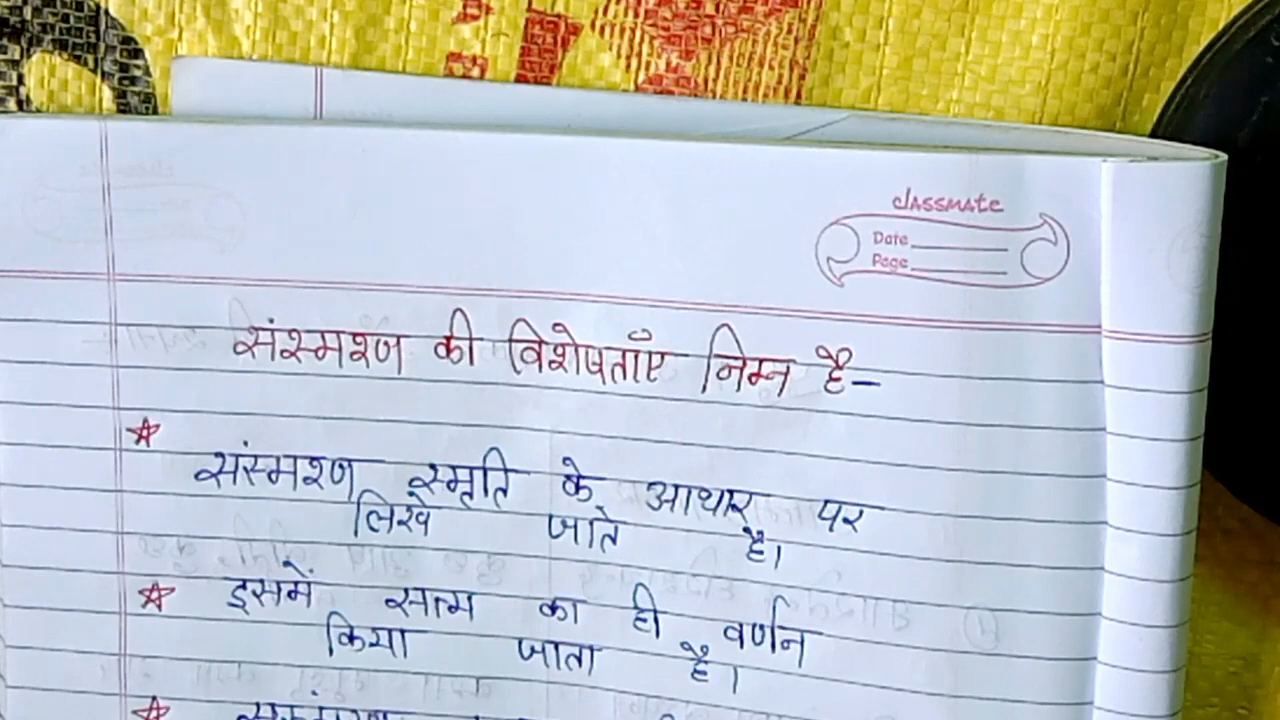 classmate
Date
Page
संस्मरण की विशेषताएँ निम्न है-
संस्मरण स्मृति के आधार पर
लिखे जाते है।
इसमें सत्य का ही वर्णन
किया जाता है।